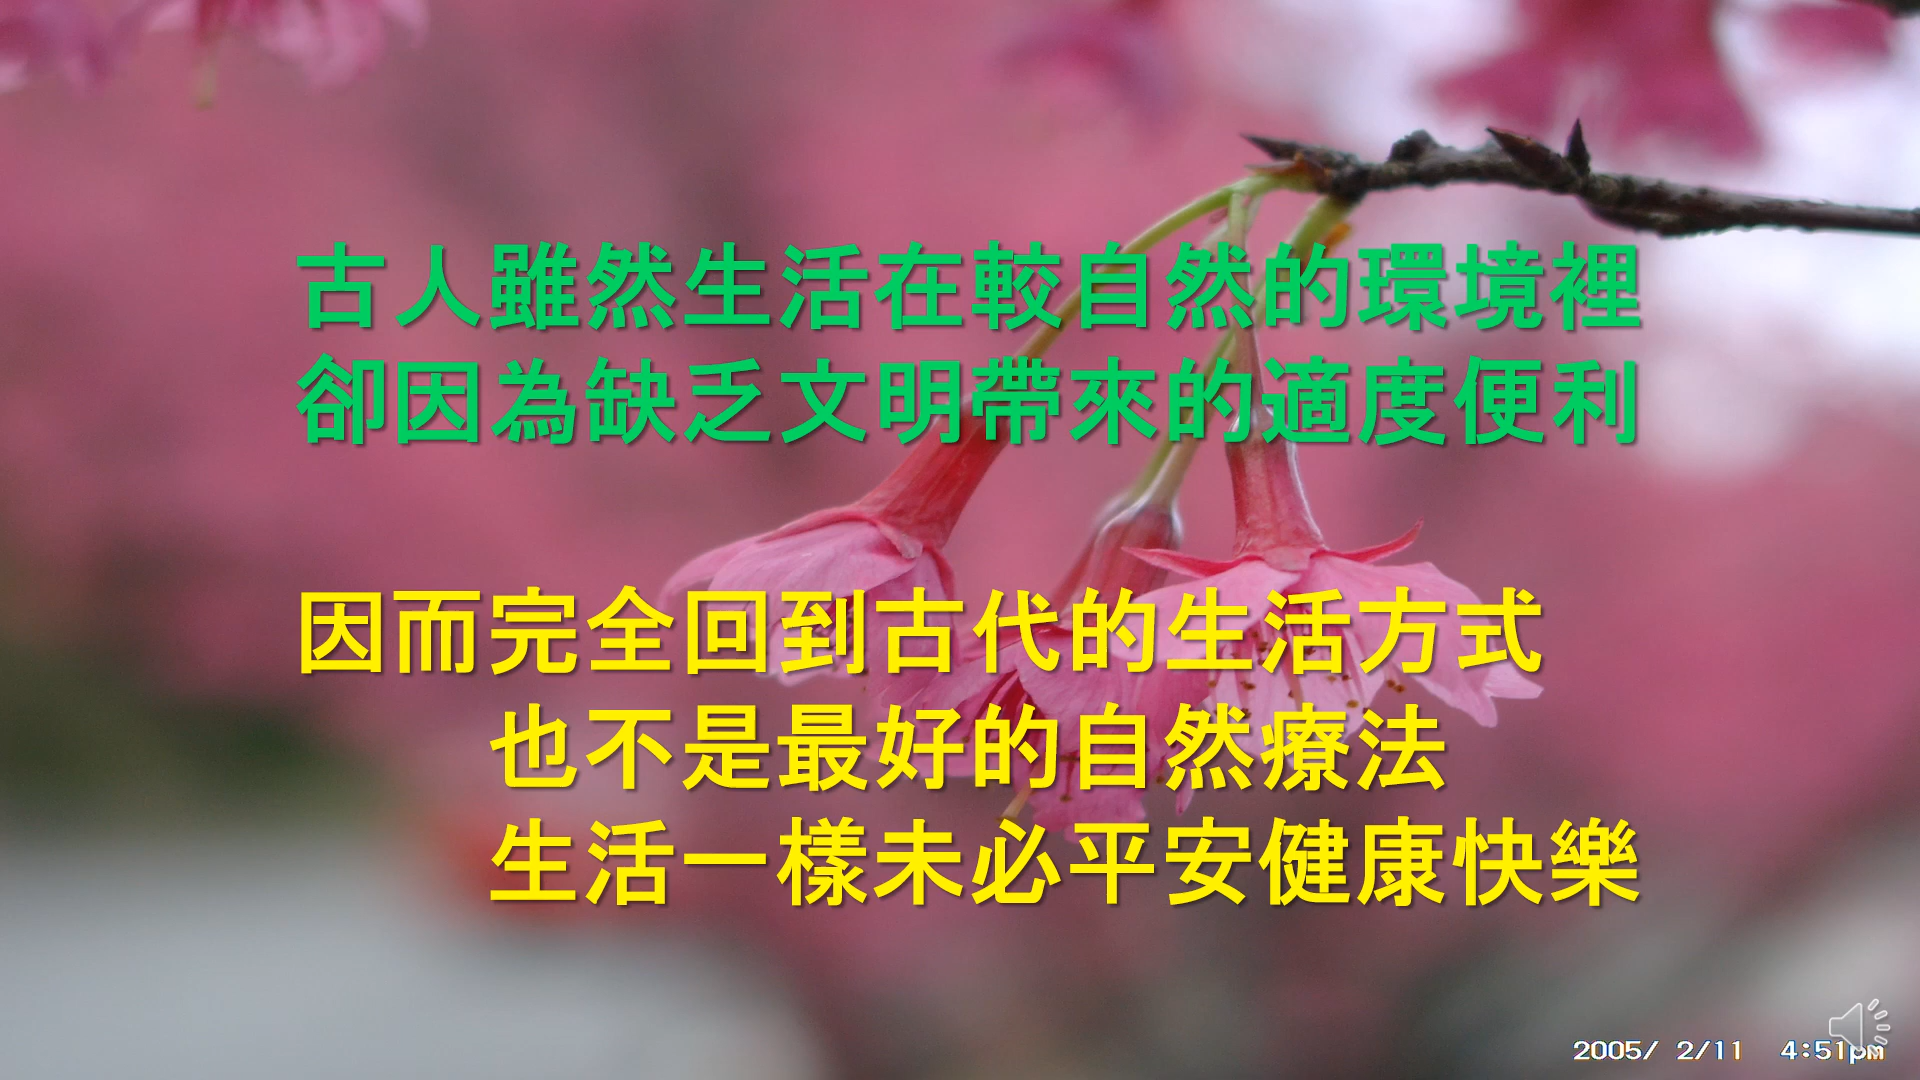 古人雖然生活在較自然的環境裡
卻因為缺乏文明帶來的適度便利
因而完全回到古代的生活方式
也不是最好的自然療法
生活一樣未必平安健康快樂
2005/ 2/11 4:51pm